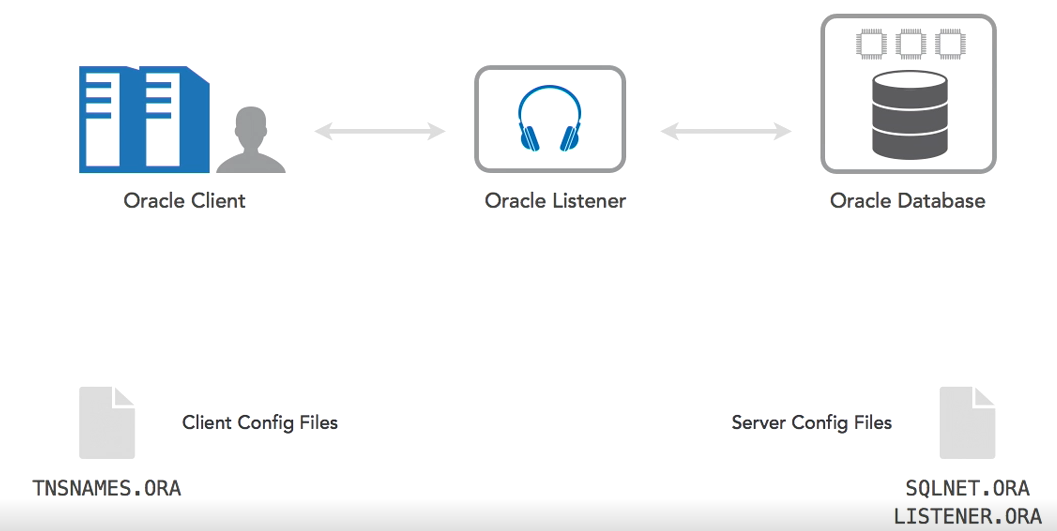 Oracle Client
Oracle Listener
Oracle Database
Client Config Files
Server Config Files
TNSNAMES.ORA
SQLNET.ORA
LISTENER.ORA